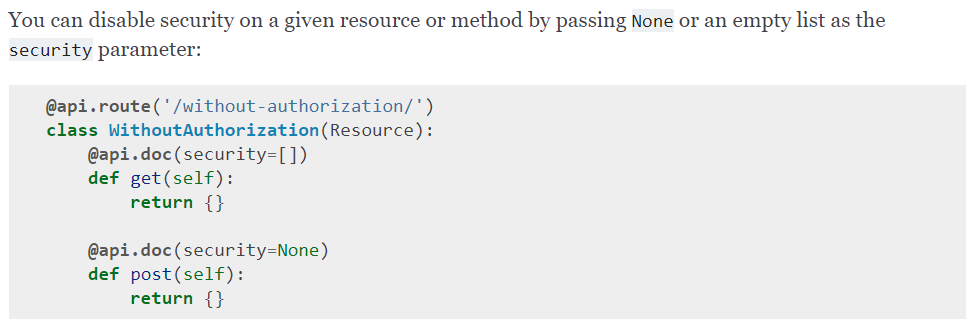 You can disable security on a given resource or method by passing None or an empty list as the
security parameter:
@api.route('/without-authorization/')
class WithoutAuthorization(Resource):
    @api.doc(security=[])
    def get(self):
        return {}

    @api.doc(security=None)
    def post(self):
        return {}